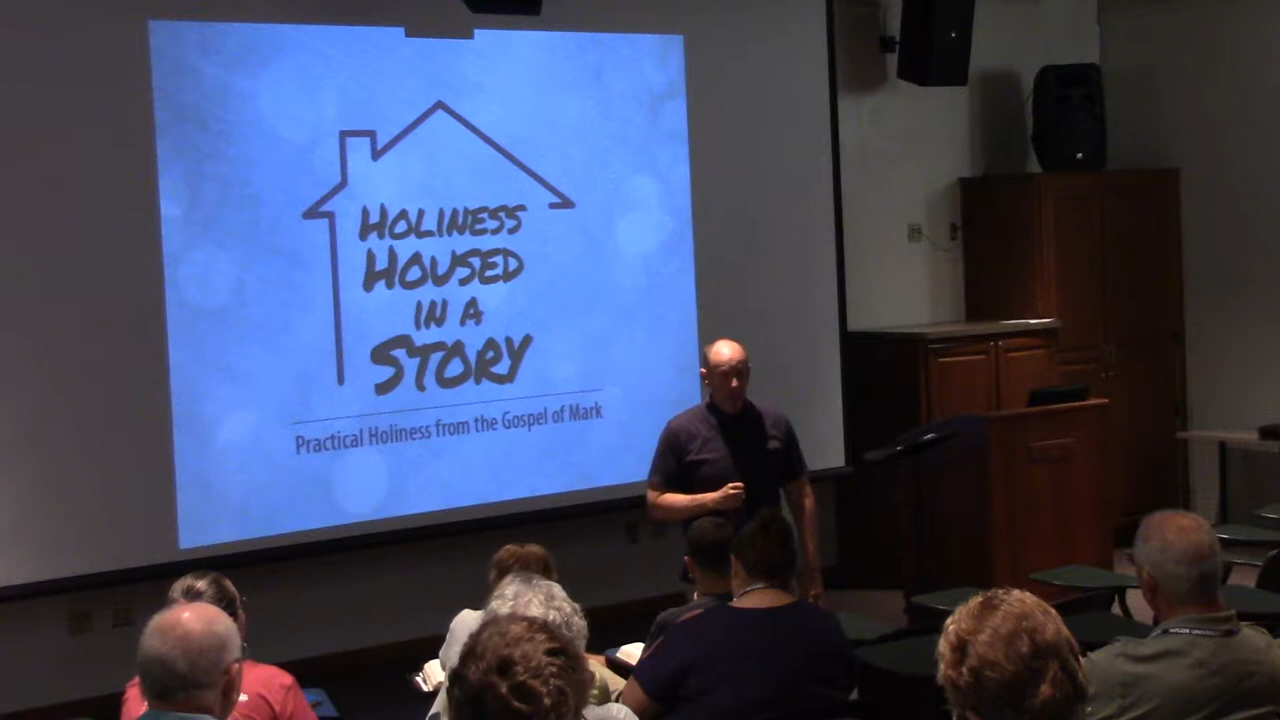 Holiness
Housed
in a
Story
Practical Holiness from the Gospel of Mark